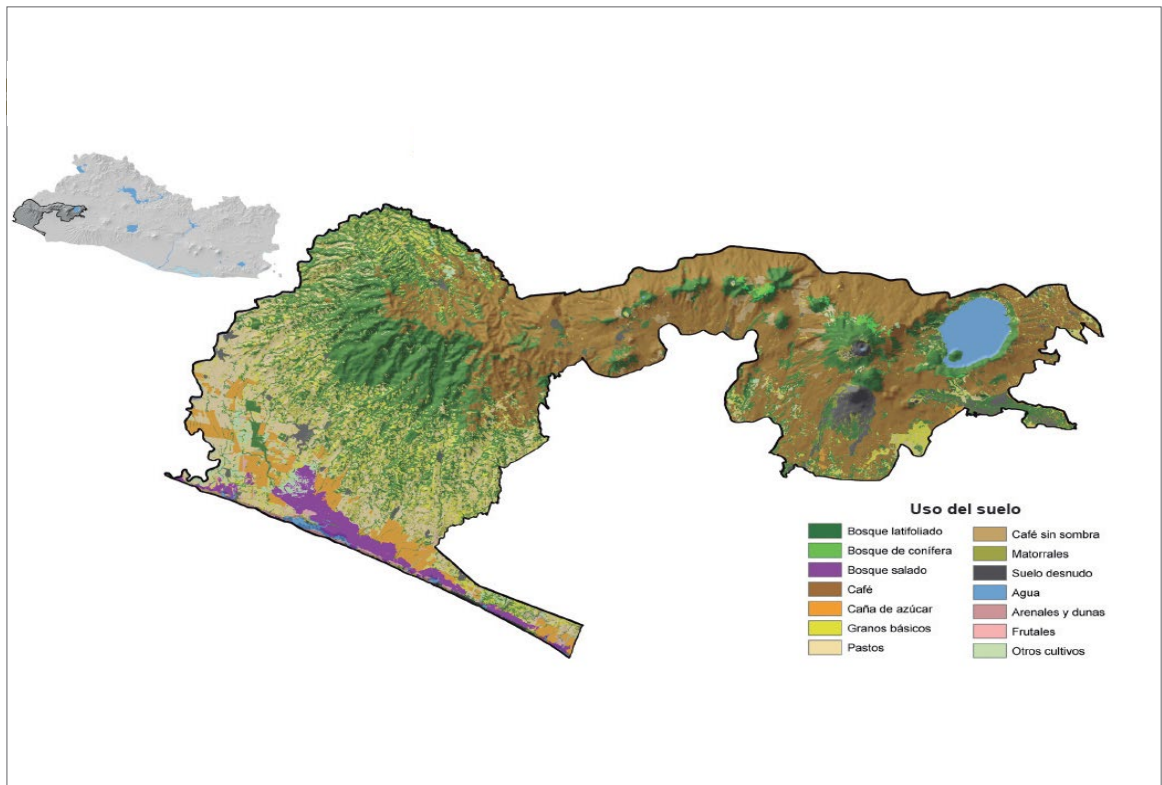 Uso del suelo
Bosque latifoliado
Bosque de conífera
Bosque salado
Café
Caña de azúcar
Granos básicos
Pastos
Café sin sombra
Matorrales
Suelo desnudo
Agua
Arenales y dunas
Frutales
Otros cultivos